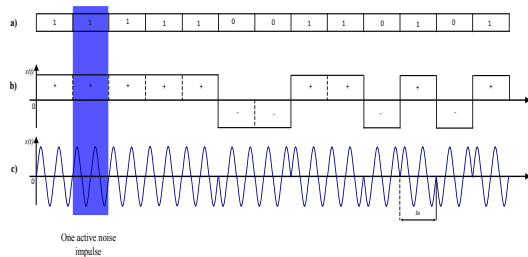 a) 1 1 1 1 1 0 0 1 1 0 1 0 1
s(t)
b) + + + + + - - + + - + - +
0
s(t)
c)
0
One active noise
impulse